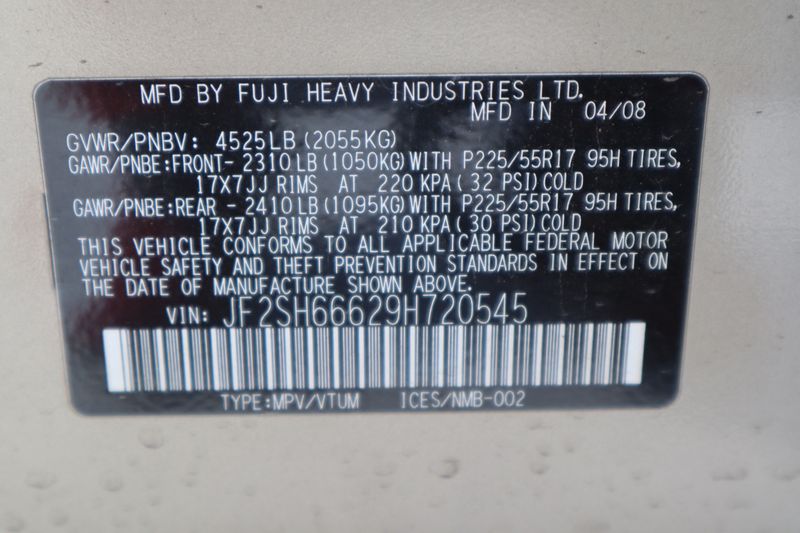 MFD BY FUJI HEAVY INDUSTRIES LTD.
MFD IN 04/08
GVWR/PNBV: 4525LB(2055KG)
GAWR/PNBE:FRONT- 2310LB(1050KG)WITH P225/55R17 95H TIRES,
17X7JJ RIMS AT 220 KPA(32 PSI)COLD
GAWR/PNBE:REAR - 2410LB(1095KG)WITH P225/55R17 95H TIRES,
17X7JJ RIMS AT 210 KPA(30 PSI)COLD
THIS VEHICLE CONFORMS TO ALL APPLICABLE FEDERAL MOTOR
VEHICLE SAFETY AND THEFT PREVENTION STANDARDS IN EFFECT ON
THE DATE OF MANUFACTURE SHOWN ABOVE.
VIN: JF2SH66629H720545
TYPE:MPV/VTUM ICES/NMB-002